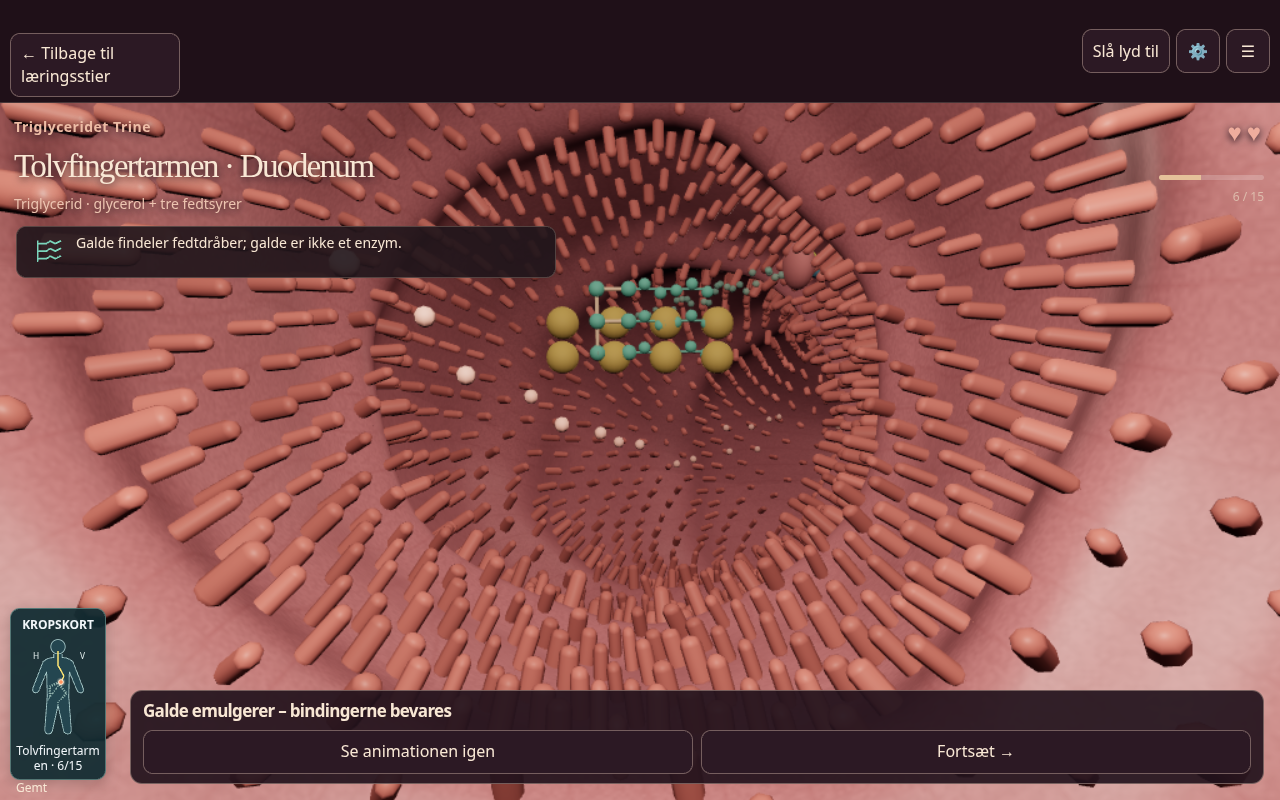 ← Tilbage til
læringsstier
Slå lyd til
Triglyceridet Trine
Tolvfingertarmen · Duodenum
Triglycerid · glycerol + tre fedtsyrer
6 / 15
Galde findeler fedtdråber; galde er ikke et enzym.
KROPSKORT
H V
Tolvfingertarm
en · 6/15
Gemt
Galde emulgerer – bindingerne bevares
Se animationen igen
Fortsæt →